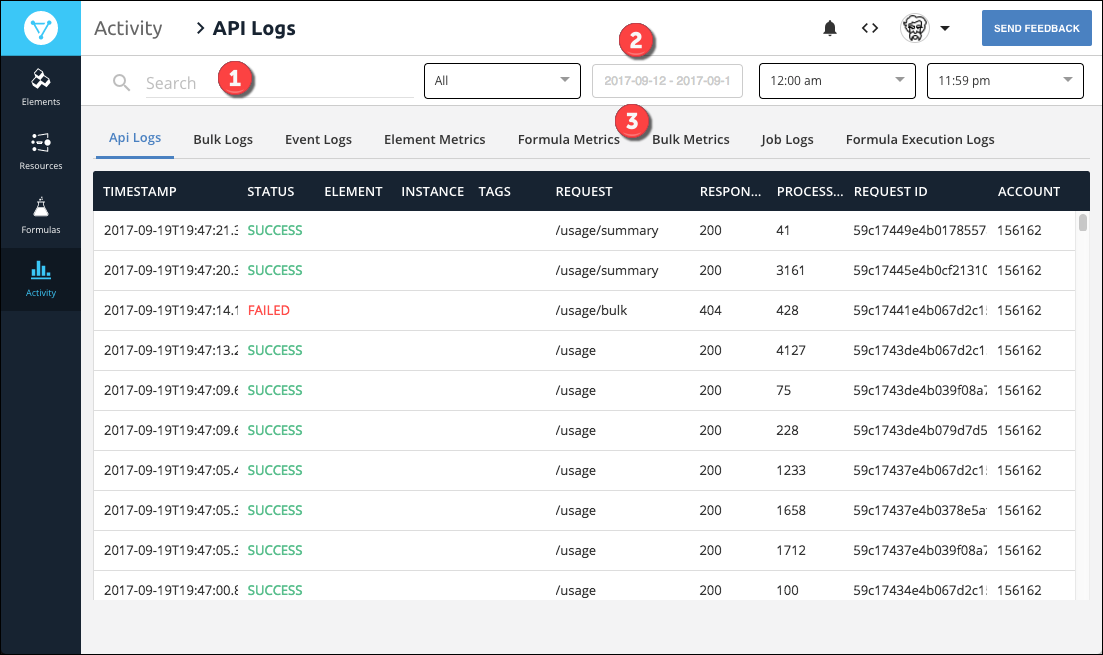 Activity > API Logs SEND FEEDBACK
2
Search 1 All 2017-09-12 - 2017-09-1 12:00 am 11:59 pm
3
Elements
Resources
Formulas
Activity
Api Logs Bulk Logs Event Logs Element Metrics Formula Metrics Bulk Metrics Job Logs Formula Execution Logs
TIMESTAMP STATUS ELEMENT INSTANCE TAGS REQUEST RESPON... PROCESS... REQUEST ID ACCOUNT
2017-09-19T19:47:21.3 SUCCESS /usage/summary 200 41 59c17449e4b0178557 156162
2017-09-19T19:47:20.3 SUCCESS /usage/summary 200 3161 59c17445e4b0cf21310 156162
2017-09-19T19:47:14.1 FAILED /usage/bulk 404 428 59c17441e4b067d2c1 156162
2017-09-19T19:47:13.2 SUCCESS /usage 200 4127 59c1743de4b067d2c1 156162
2017-09-19T19:47:09.6 SUCCESS /usage 200 75 59c1743de4b039f08a7 156162
2017-09-19T19:47:09.6 SUCCESS /usage 200 228 59c1743de4b079d7d5 156162
2017-09-19T19:47:05.4 SUCCESS /usage 200 1233 59c17437e4b067d2c1 156162
2017-09-19T19:47:05.3 SUCCESS /usage 200 1658 59c17437e4b0378e5a 156162
2017-09-19T19:47:05.3 SUCCESS /usage 200 1712 59c17437e4b039f08a7 156162
2017-09-19T19:47:00.8 SUCCESS /usage 200 100 59c17434e4b067d2c1 156162